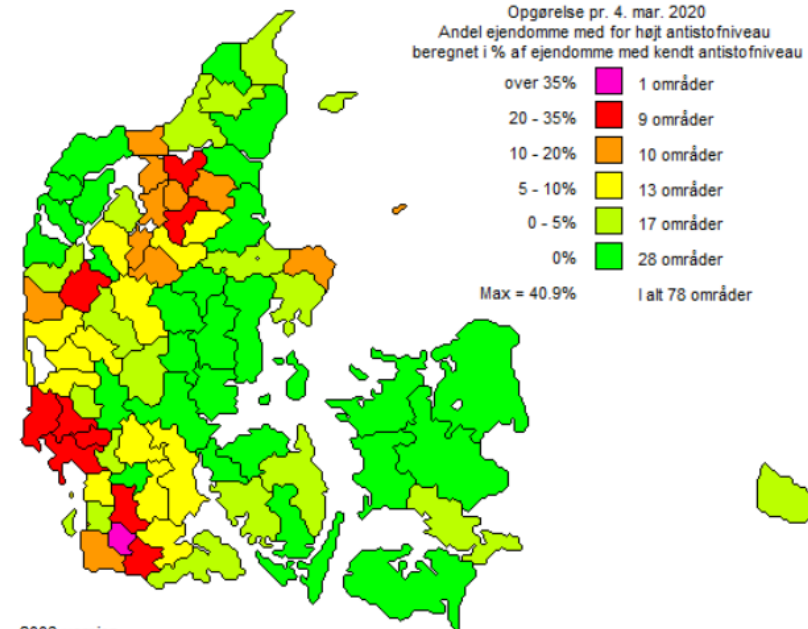 Opgørelse pr. 4. mar. 2020
Andel ejendomme med for højt antistofniveau
beregnet i % af ejendomme med kendt antistofniveau
over 35% 1 områder
20 - 35% 9 områder
10 - 20% 10 områder
5 - 10% 13 områder
0 - 5% 17 områder
0% 28 områder
Max = 40.9% I alt 78 områder